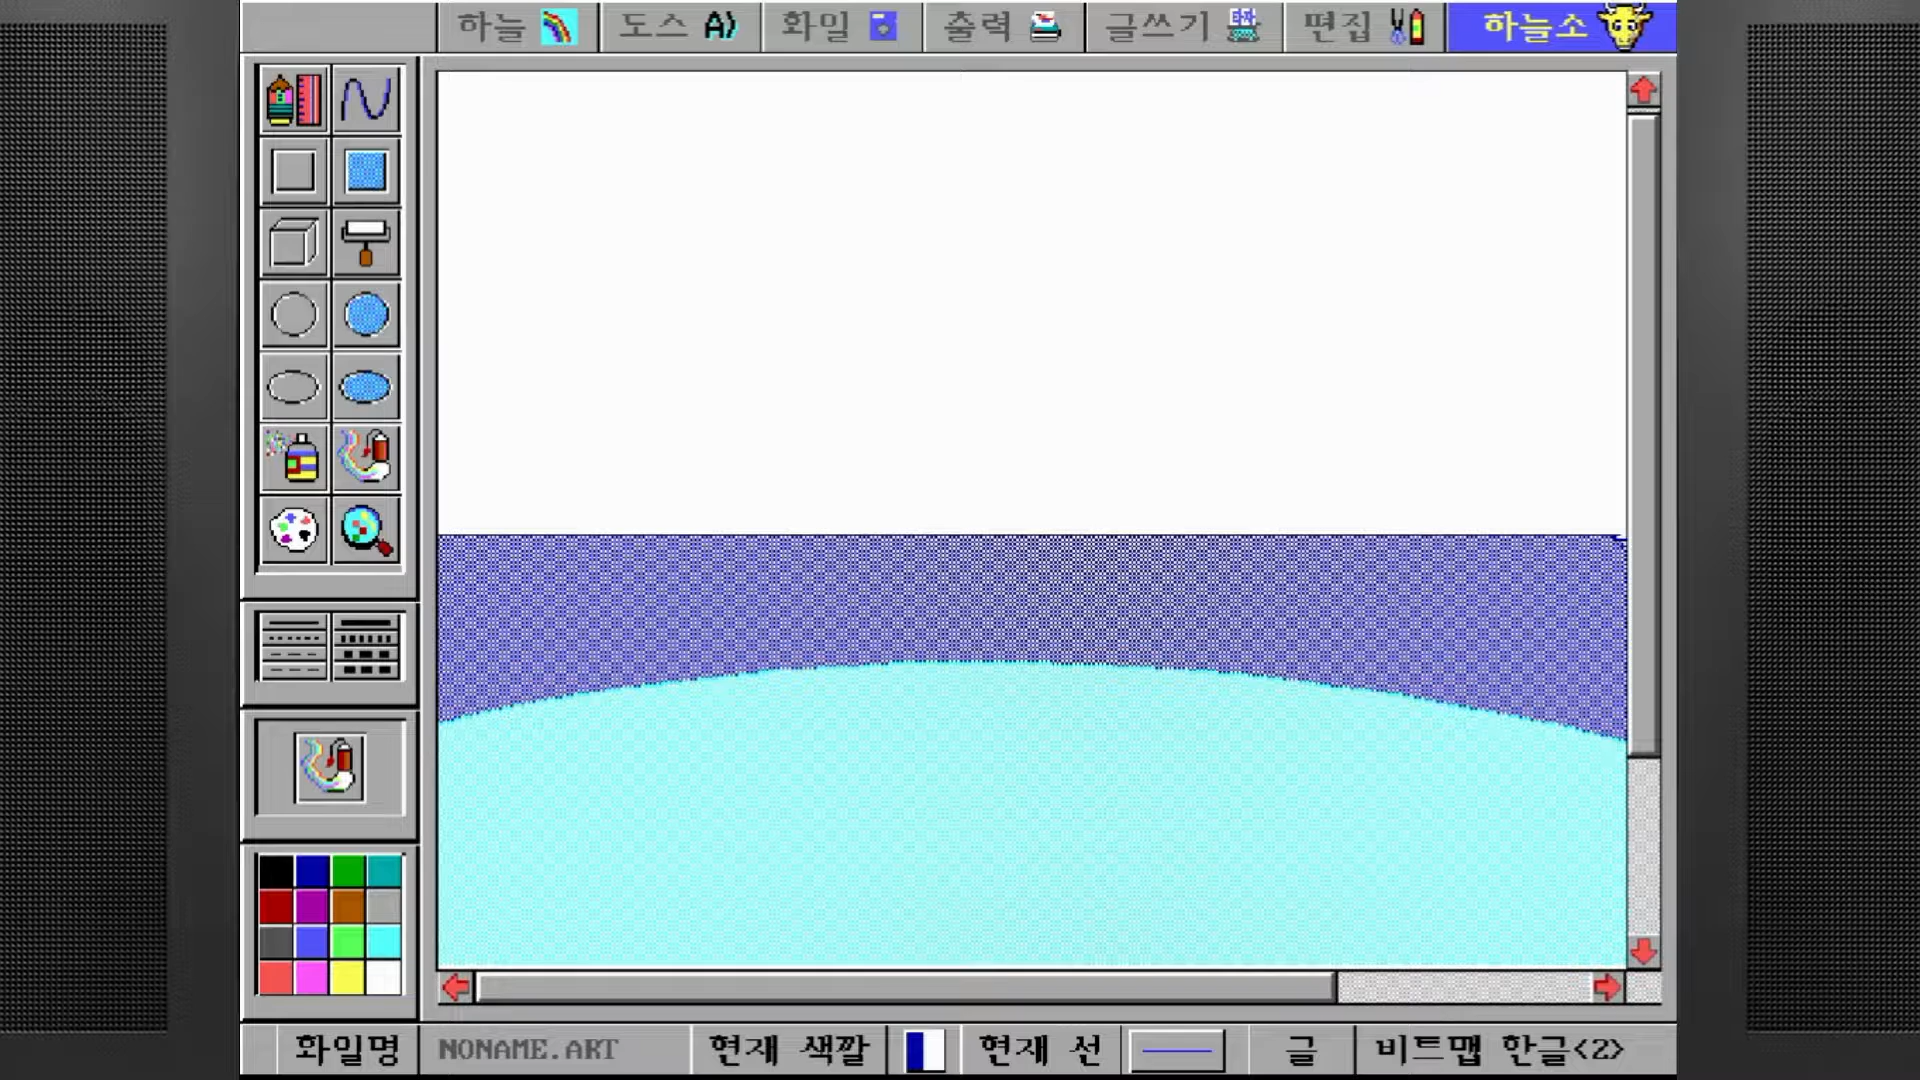 하늘 도스 A) 화일 출력 글쓰기 편집 하늘소
화일명 NONAME.ART 현재 색깔 현재 선 글 비트맵 한글<2>